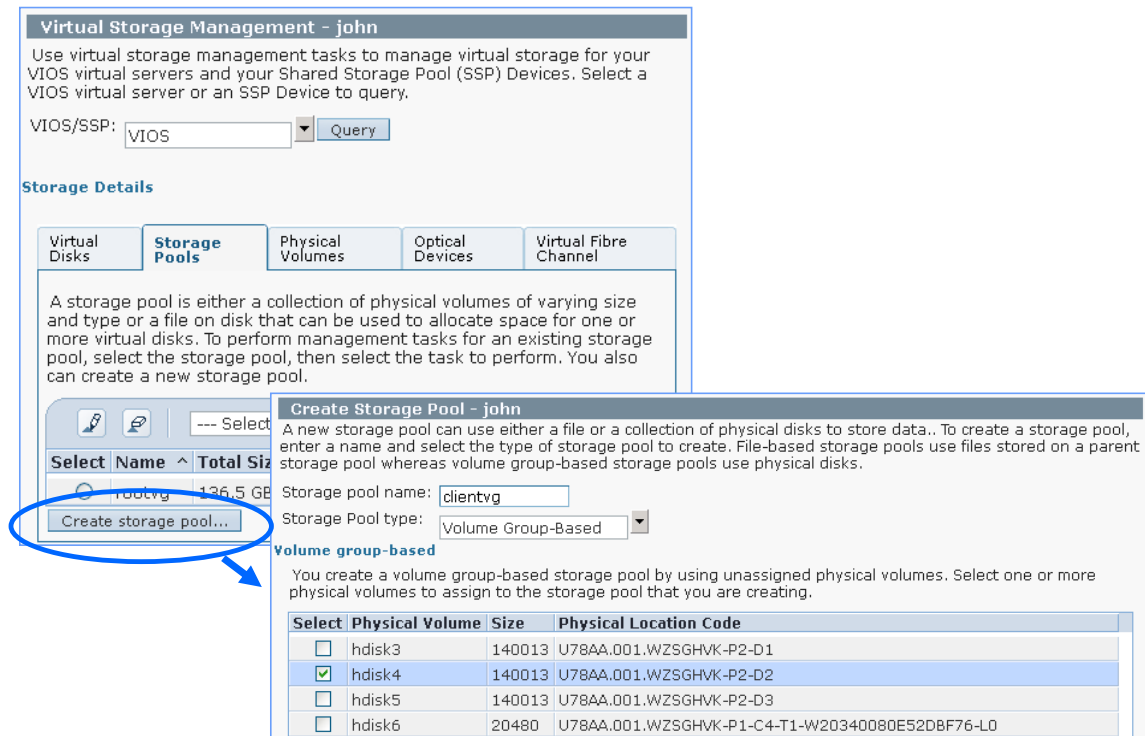 Virtual Storage Management - john
Use virtual storage management tasks to manage virtual storage for your
VIOS virtual servers and your Shared Storage Pool (SSP) Devices. Select a
VIOS virtual server or an SSP Device to query.
VIOS/SSP: VIOS Query
Storage Details
Virtual Disks Storage Pools Physical Volumes Optical Devices Virtual Fibre Channel
A storage pool is either a collection of physical volumes of varying size
and type or a file on disk that can be used to allocate space for one or
more virtual disks. To perform management tasks for an existing storage
pool, select the storage pool, then select the task to perform. You also
can create a new storage pool.
--- Select
Select Name ^ Total Siz
rootvg 136.5 GB
Create storage pool...
Create Storage Pool - john
A new storage pool can use either a file or a collection of physical disks to store data.. To create a storage pool,
enter a name and select the type of storage pool to create. File-based storage pools use files stored on a parent
storage pool whereas volume group-based storage pools use physical disks.
Storage pool name: clientvg
Storage Pool type: Volume Group-Based
Volume group-based
You create a volume group-based storage pool by using unassigned physical volumes. Select one or more
physical volumes to assign to the storage pool that you are creating.
Select Physical Volume Size Physical Location Code
hdisk3 140013 U78AA.001.WZSGHVK-P2-D1
hdisk4 140013 U78AA.001.WZSGHVK-P2-D2
hdisk5 140013 U78AA.001.WZSGHVK-P2-D3
hdisk6 20480 U78AA.001.WZSGHVK-P1-C4-T1-W20340080E52DBF76-L0